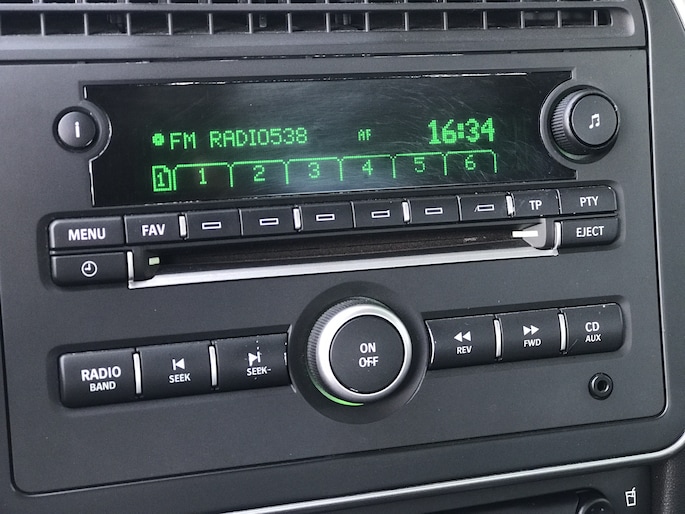 i
FM RADIO538 AF 16:34
1 1 2 3 4 5 6
MENU FAV TP PTY
EJECT
ON
OFF
RADIO
BAND
SEEK
SEEK-
REV
FWD
CD
AUX